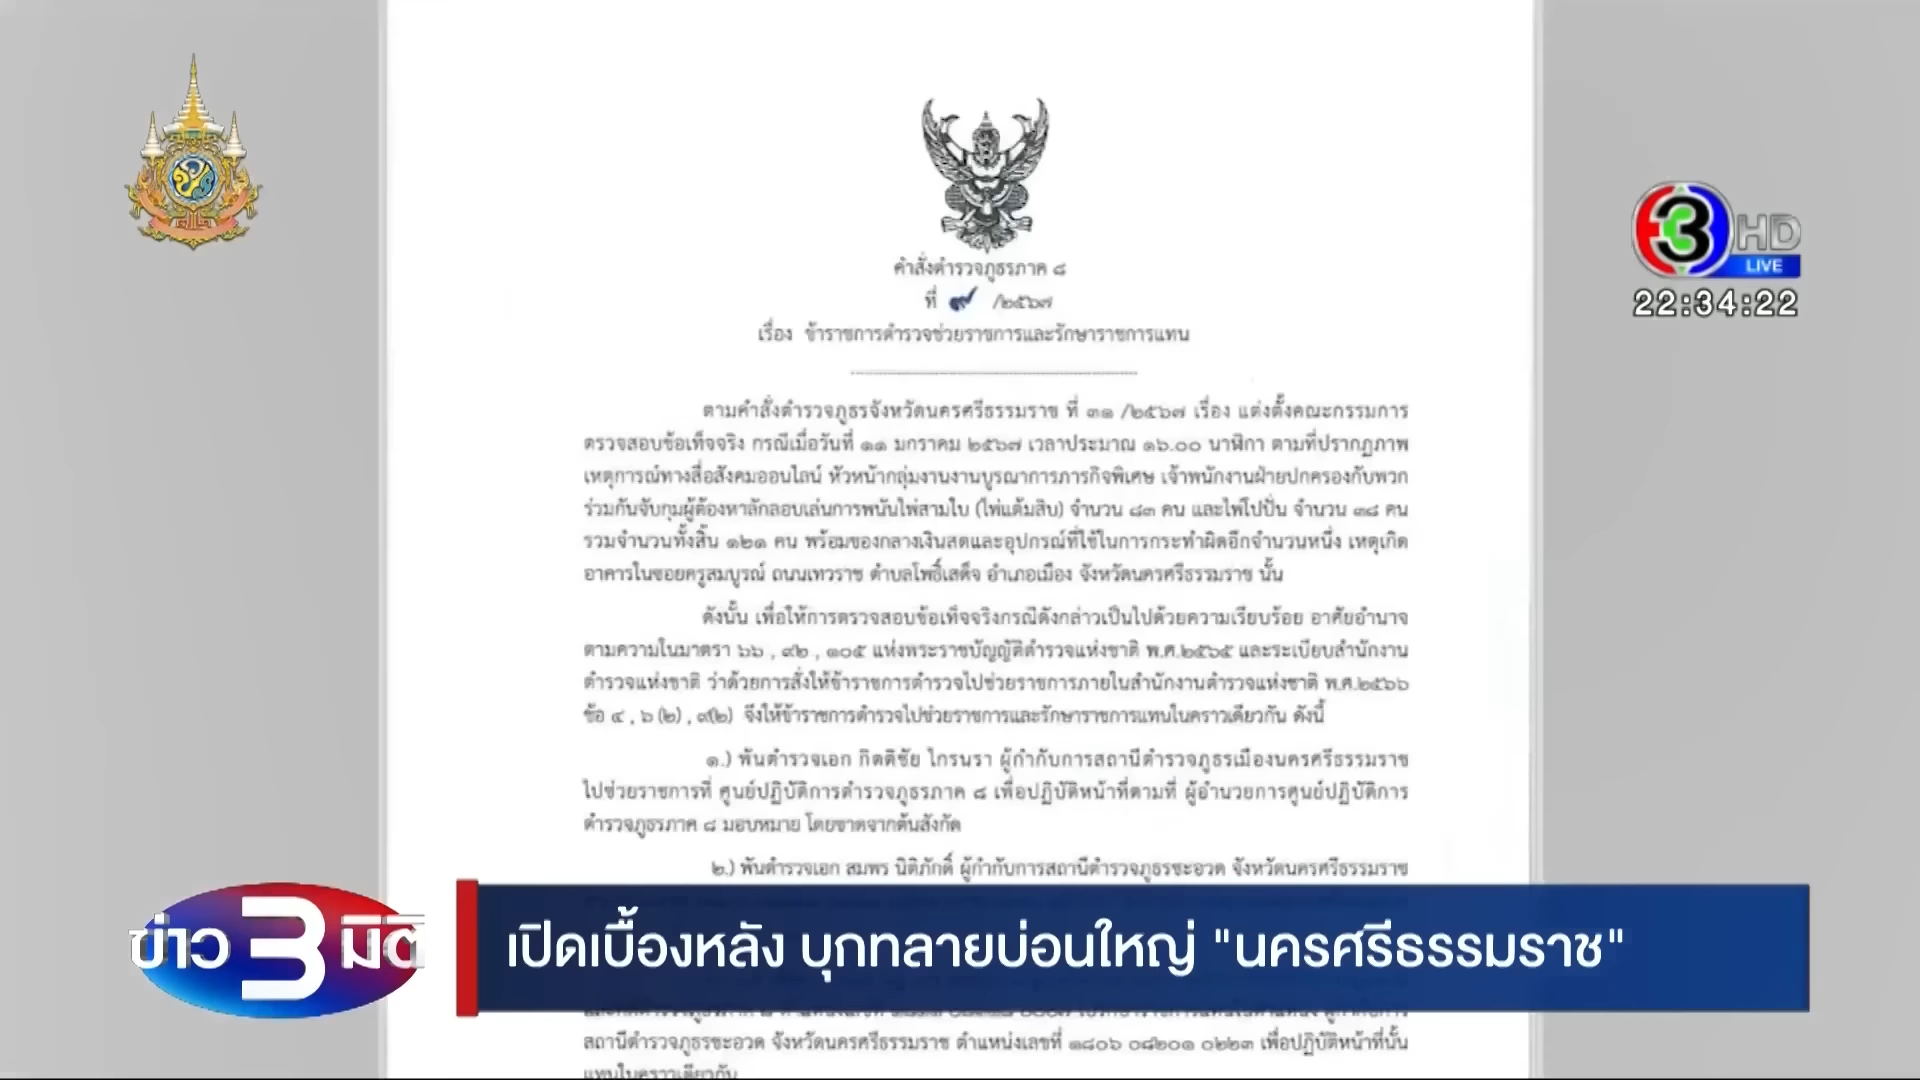 คำสั่งตำรวจภูธรภาค ๘
ที่ ๙ /๒๕๖๗
เรื่อง ข้าราชการตำรวจช่วยราชการและรักษาราชการแทน
ตามคำสั่งตำรวจภูธรจังหวัดนครศรีธรรมราช ที่ ๓๑ /๒๕๖๗ เรื่อง แต่งตั้งคณะกรรมการ
ตรวจสอบข้อเท็จจริง กรณีเมื่อวันที่ ๑๑ มกราคม ๒๕๖๗ เวลาประมาณ ๑๖.๐๐ นาฬิกา ตามที่ปรากฏภาพ
เหตุการณ์ทางสื่อสังคมออนไลน์ หัวหน้ากลุ่มงานงานบูรณาการภารกิจพิเศษ เจ้าพนักงานฝ่ายปกครองกับพวก
ร่วมกันจับกุมผู้ต้องหาลักลอบเล่นการพนันไพ่สามใบ (ไพ่แต้มสิบ) จำนวน ๘๓ คน และไพ่โปปั่น จำนวน ๓๘ คน
รวมจำนวนทั้งสิ้น ๑๒๑ คน พร้อมของกลางเงินสดและอุปกรณ์ที่ใช้ในการกระทำผิดอีกจำนวนหนึ่ง เหตุเกิด
อาคารในซอยครูสมบูรณ์ ถนนเทวราช ตำบลโพธิ์เสด็จ อำเภอเมือง จังหวัดนครศรีธรรมราช นั้น
ดังนั้น เพื่อให้การตรวจสอบข้อเท็จจริงกรณีดังกล่าวเป็นไปด้วยความเรียบร้อย อาศัยอำนาจ
ตามความในมาตรา ๖๖ , ๙๒ , ๑๐๕ แห่งพระราชบัญญัติตำรวจแห่งชาติ พ.ศ.๒๕๖๕ และระเบียบสำนักงาน
ตำรวจแห่งชาติ ว่าด้วยการสั่งให้ข้าราชการตำรวจไปช่วยราชการภายในสำนักงานตำรวจแห่งชาติ พ.ศ.๒๕๖๖
ข้อ ๔ , ๖ (๒) , ๙(๒) จึงให้ข้าราชการตำรวจไปช่วยราชการและรักษาราชการแทนในคราวเดียวกัน ดังนี้
๑.) พันตำรวจเอก กิตติชัย ไกรนรา ผู้กำกับการสถานีตำรวจภูธรเมืองนครศรีธรรมราช
ไปช่วยราชการที่ ศูนย์ปฏิบัติการตำรวจภูธรภาค ๘ เพื่อปฏิบัติหน้าที่ตามที่ ผู้อำนวยการศูนย์ปฏิบัติการ
ตำรวจภูธรภาค ๘ มอบหมาย โดยขาดจากต้นสังกัด
๒.) พันตำรวจเอก สมพร นิติภักดิ์ ผู้กำกับการสถานีตำรวจภูธรชะอวด จังหวัดนครศรีธรรมราช
สถานีตำรวจภูธรชะอวด จังหวัดนครศรีธรรมราช ตำแหน่งเลขที่ ๑๘๐๖ ๐๘๒๐๑ ๐๒๒๓ เพื่อปฏิบัติหน้าที่นั้น
แทนในคราวเดียวกัน
3 HD
LIVE
22:34:22
ข่าว 3 มิติ
เปิดเบื้องหลัง บุกทลายบ่อนใหญ่ "นครศรีธรรมราช"